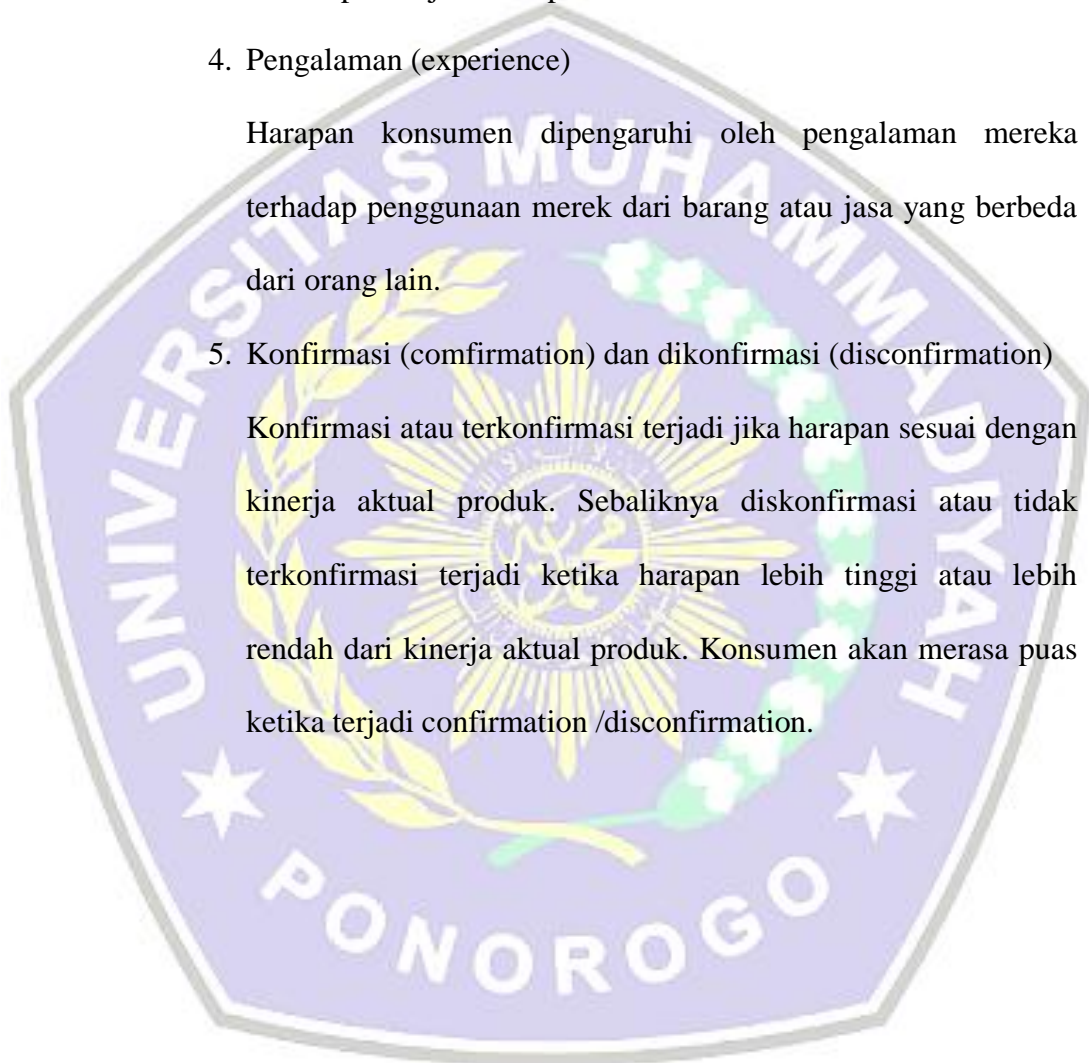 4. Pengalaman (experience)
Harapan konsumen dipengaruhi oleh pengalaman mereka
terhadap penggunaan merek dari barang atau jasa yang berbeda
dari orang lain.
5. Konfirmasi (comfirmation) dan dikonfirmasi (disconfirmation)
Konfirmasi atau terkonfirmasi terjadi jika harapan sesuai dengan
kinerja aktual produk. Sebaliknya diskonfirmasi atau tidak
terkonfirmasi terjadi ketika harapan lebih tinggi atau lebih
rendah dari kinerja aktual produk. Konsumen akan merasa puas
ketika terjadi confirmation /disconfirmation.
UNIVERSITAS MUHAMMADIYAH
PONOROGO